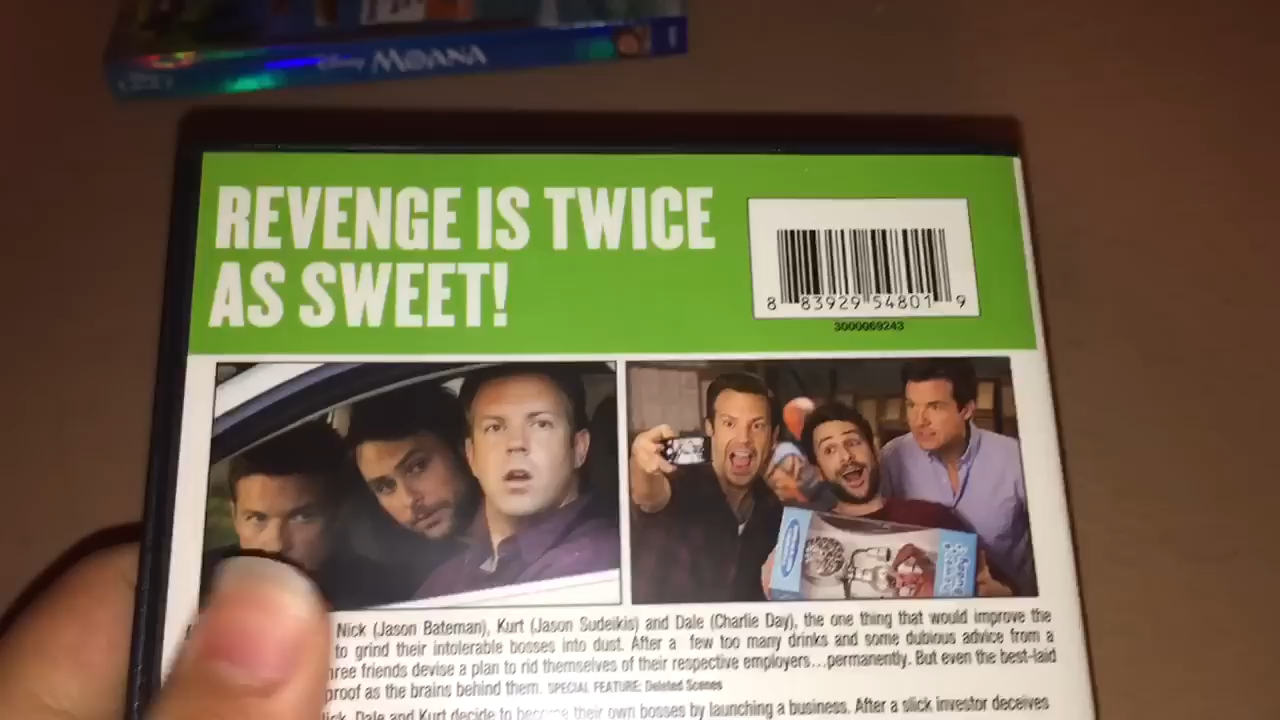 Disney MOANA
REVENGE IS TWICE
AS SWEET!
8 83929 54801 9
3000069243
Nick (Jason Bateman), Kurt (Jason Sudeikis) and Dale (Charlie Day), the one thing that would improve the
to grind their intolerable bosses into dust. After a few too many drinks and some dubious advice from a
hree friends devise a plan to rid themselves of their respective employers...permanently. But even the best-laid
proof as the brains behind them. SPECIAL FEATURE: Deleted Scenes
ick, Dale and Kurt decide to become their own bosses by launching a business. After a slick investor deceives